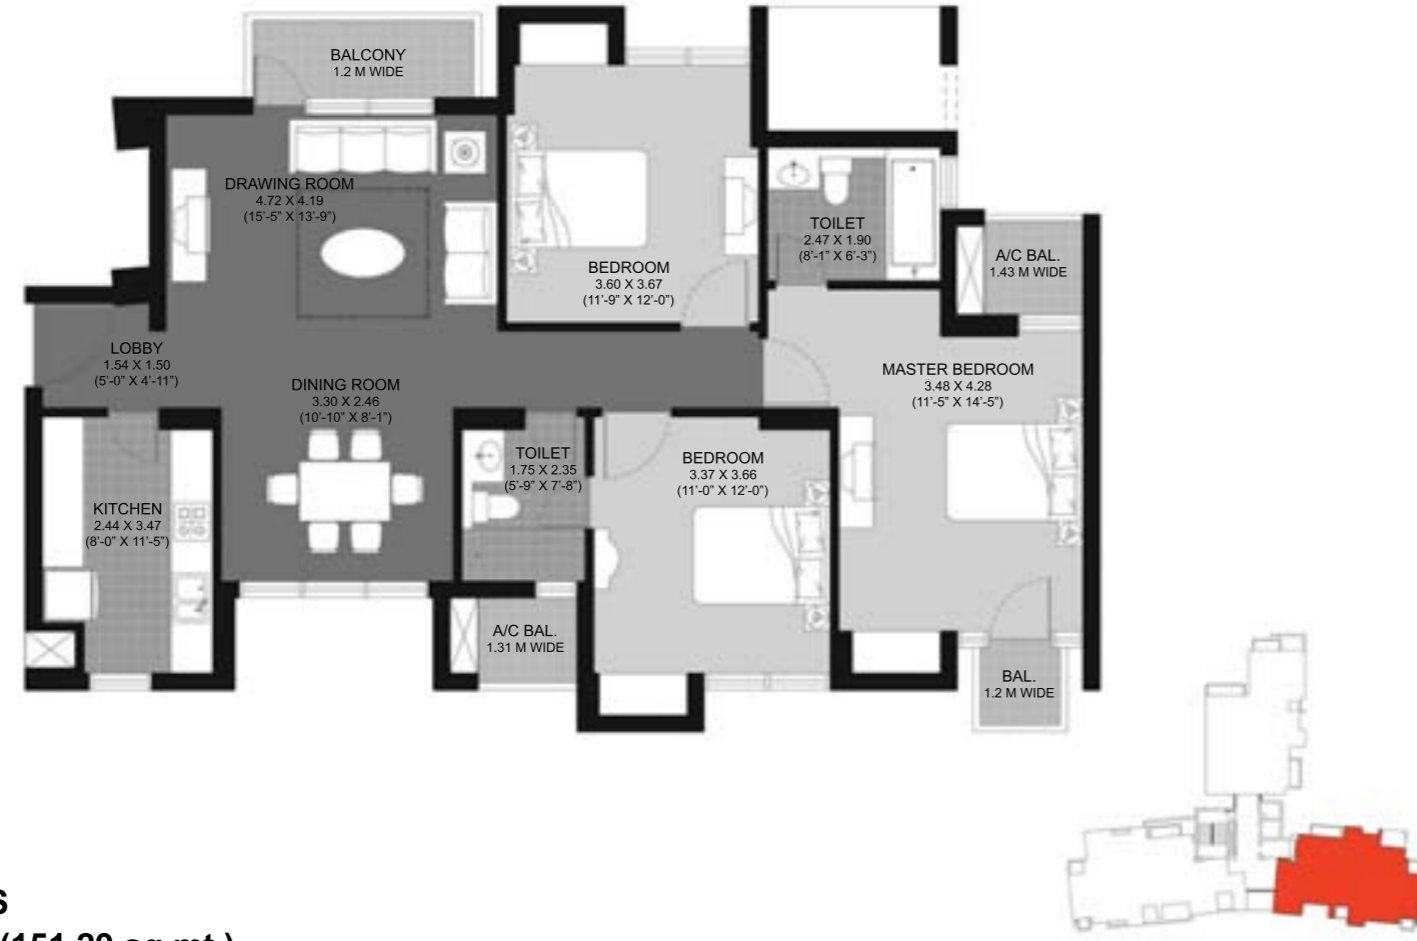 BALCONY
1.2 M WIDE
DRAWING ROOM
4.72 X 4.19
(15'-5" X 13'-9")
BEDROOM
3.60 X 3.67
(11'-9" X 12'-0")
TOILET
2.47 X 1.90
(8'-1" X 6'-3")
A/C BAL.
1.43 M WIDE
LOBBY
1.54 X 1.50
(5'-0" X 4'-11")
DINING ROOM
3.30 X 2.46
(10'-10" X 8'-1")
MASTER BEDROOM
3.48 X 4.28
(11'-5" X 14'-5")
KITCHEN
2.44 X 3.47
(8'-0" X 11'-5")
TOILET
1.75 X 2.35
(5'-9" X 7'-8")
BEDROOM
3.37 X 3.66
(11'-0" X 12'-0")
A/C BAL.
1.31 M WIDE
BAL.
1.2 M WIDE
S